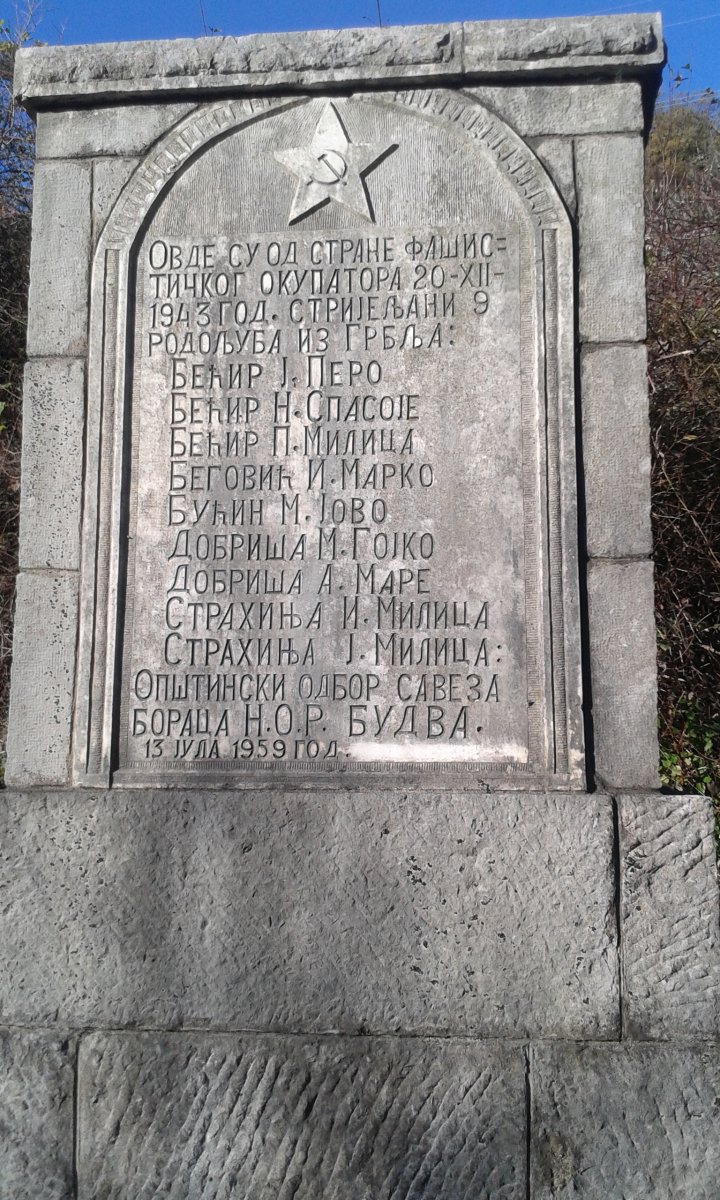 ОВДЕ СУ ОД СТРАНЕ ФАШИС=
ТИЧКОГ ОКУПАТОРА 20-XII-
1943 ГОД. СТРИЈЕЉАНИ 9
РОДОЉУБА ИЗ ГРБЉА:
БЕЋИР Ј. ПЕРО
БЕЋИР Н. СПАСОЈЕ
БЕЋИР П. МИЛИЦА
БЕГОВИЋ И. МАРКО
БУЋИН М. ЈОВО
ДОБРИША М. ГОЈКО
ДОБРИША А. МАРЕ
СТРАХИЊА И. МИЛИЦА
СТРАХИЊА Ј. МИЛИЦА:
ОПШТИНСКИ ОДБОР САВЕЗА
БОРАЦА Н.О.Р. БУДВА.
13 ЈУЛА 1959 ГОД.